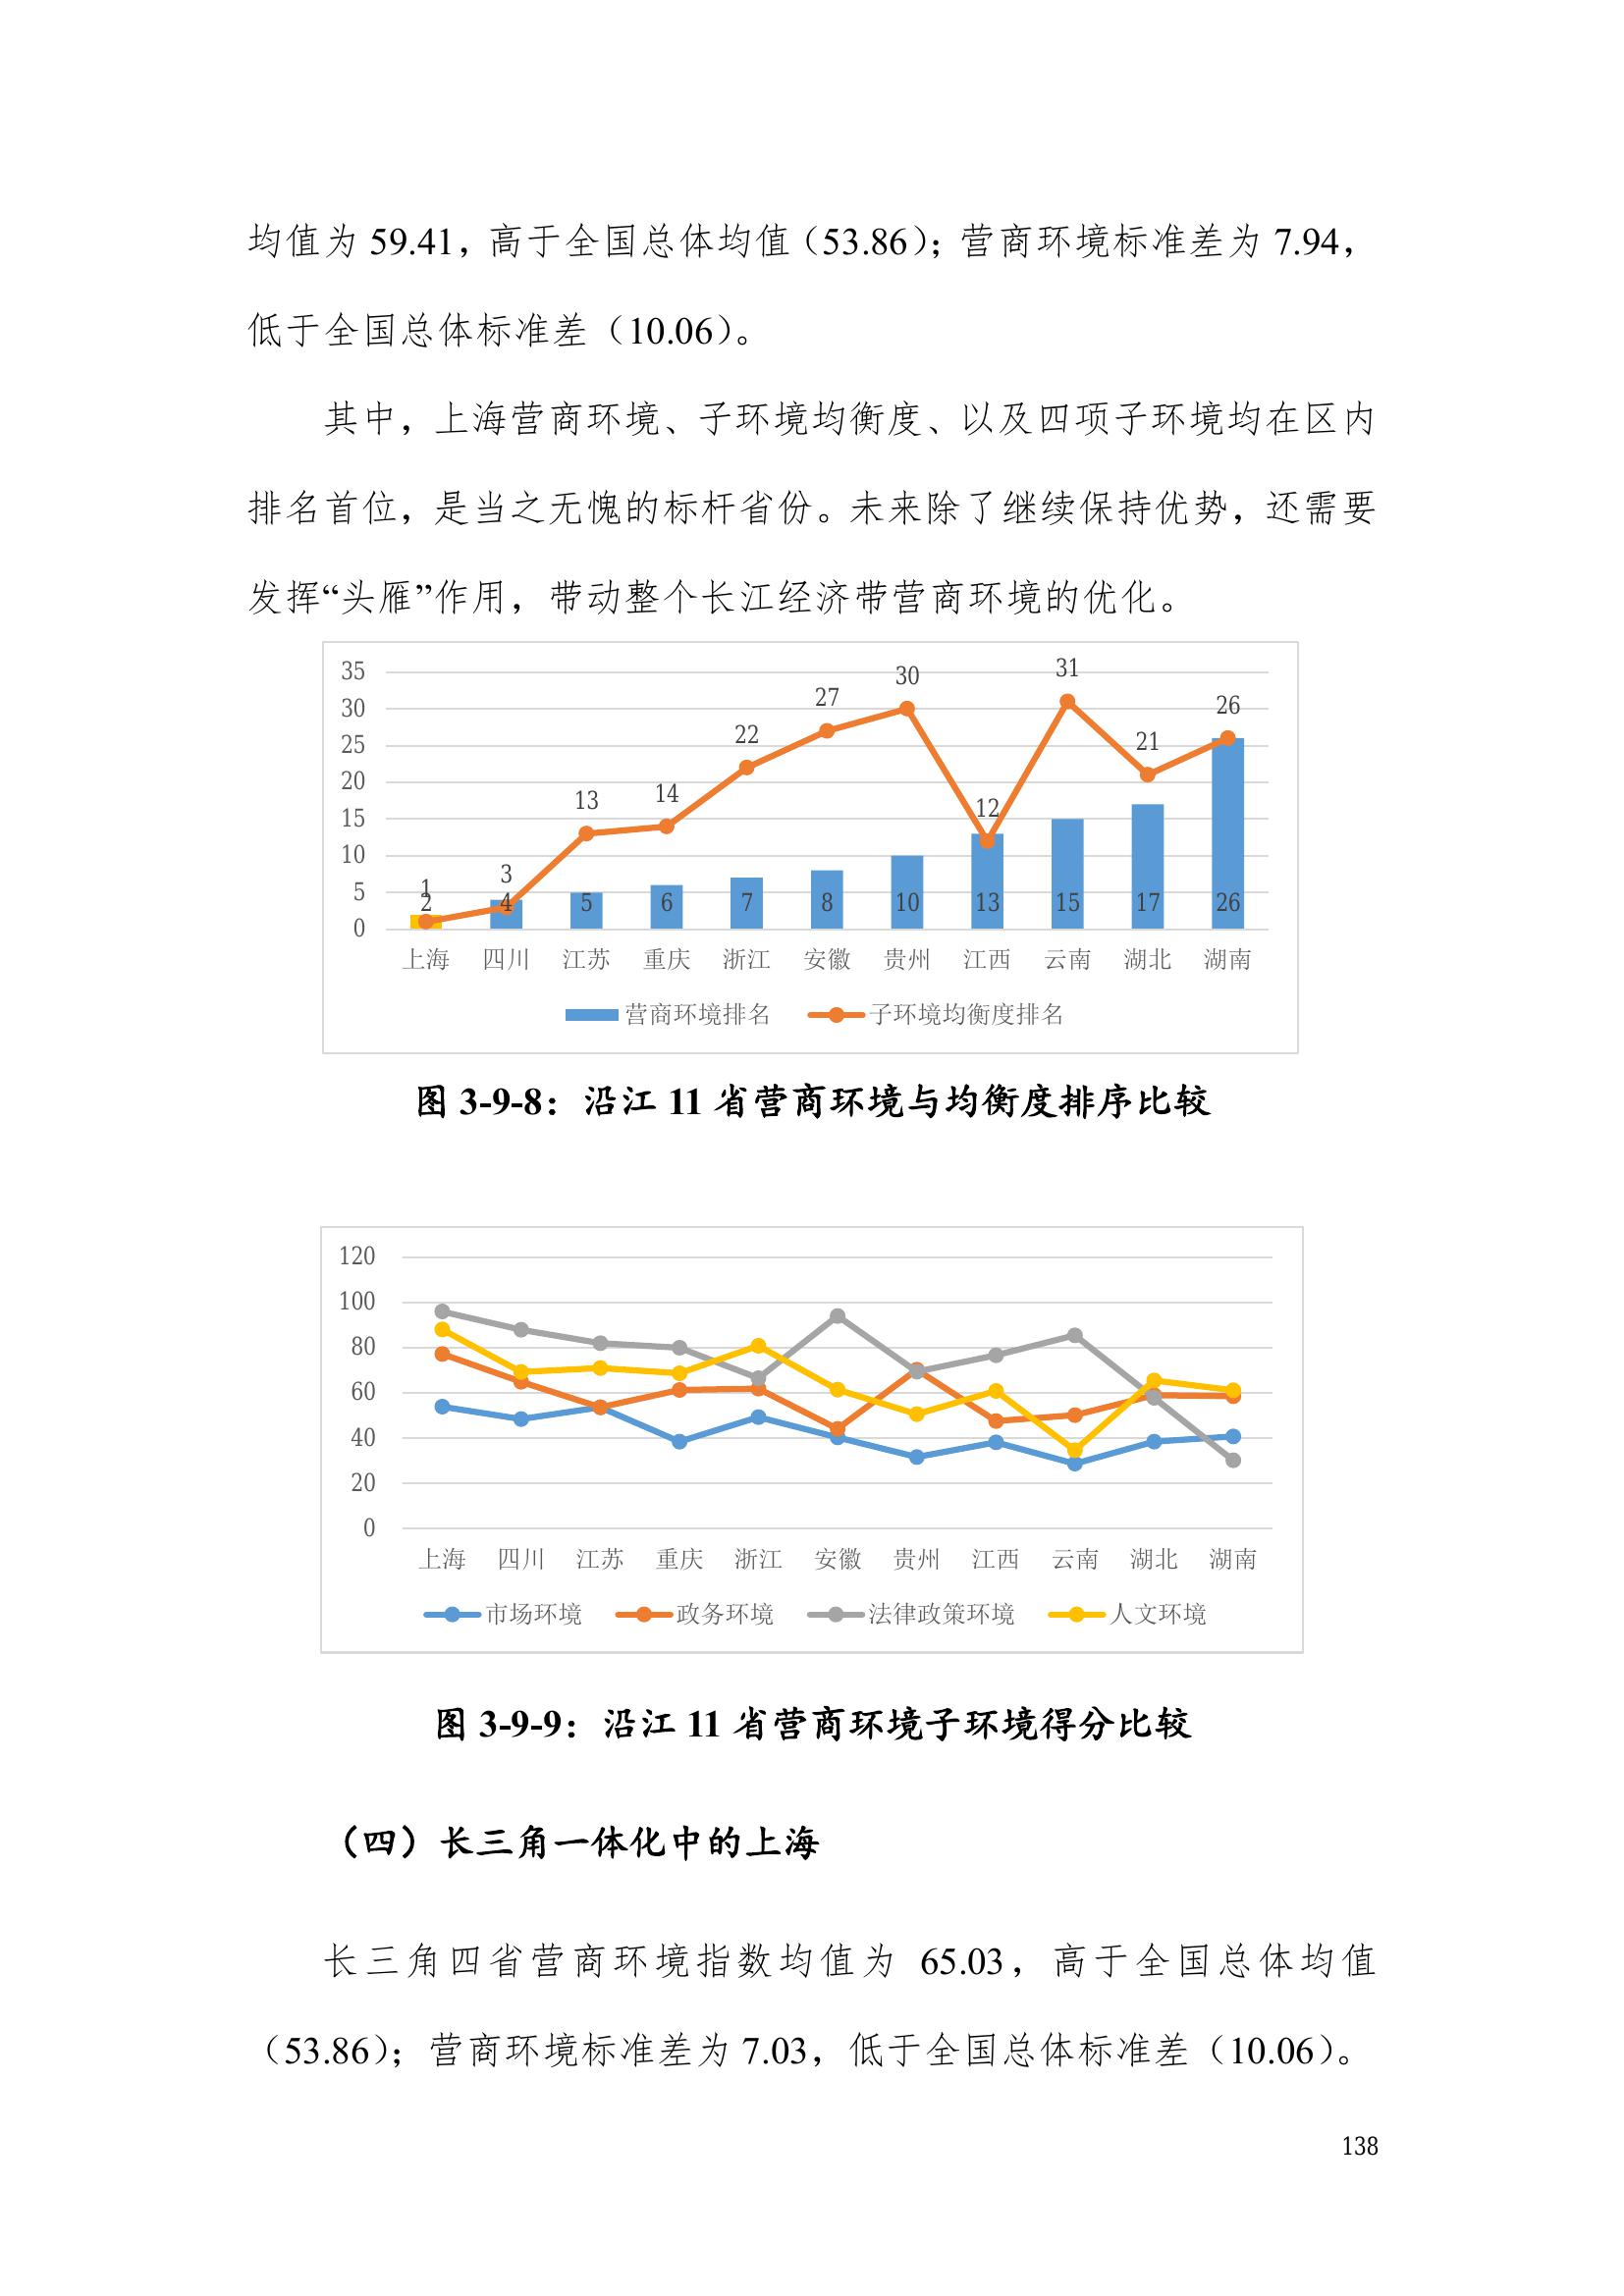 均值为 59.41，高于全国总体均值（53.86）；营商环境标准差为 7.94，
低于全国总体标准差（10.06）。
其中，上海营商环境、子环境均衡度、以及四项子环境均在区内
排名首位，是当之无愧的标杆省份。未来除了继续保持优势，还需要
发挥“头雁”作用，带动整个长江经济带营商环境的优化。
35
30
25
20
15
10
5
0
1 3 13 14 22 27 30 12 31 21 26
2 4 5 6 7 8 10 13 15 17 26
上海 四川 江苏 重庆 浙江 安徽 贵州 江西 云南 湖北 湖南
营商环境排名 子环境均衡度排名
图 3-9-8：沿江 11 省营商环境与均衡度排序比较
120
100
80
60
40
20
0
上海 四川 江苏 重庆 浙江 安徽 贵州 江西 云南 湖北 湖南
市场环境 政务环境 法律政策环境 人文环境
图 3-9-9：沿江 11 省营商环境子环境得分比较
（四）长三角一体化中的上海
长三角四省营商环境指数均值为 65.03，高于全国总体均值
（53.86）；营商环境标准差为 7.03，低于全国总体标准差（10.06）。
138